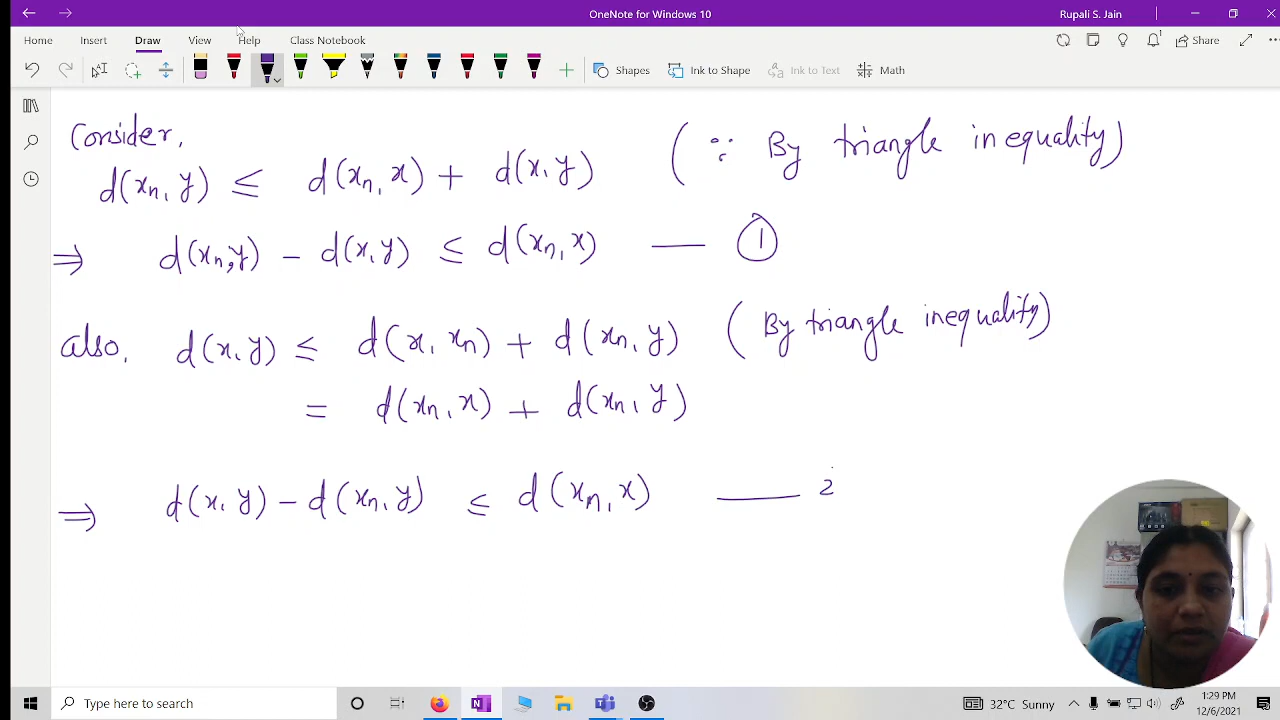 OneNote for Windows 10
Rupali S. Jain
Home Insert Draw View Help Class Notebook
Share
Shapes Ink to Shape Ink to Text Math
Consider,
d(xn, y) ≤ d(xn, x) + d(x, y) (∵ By triangle inequality)
⇒ d(xn, y) - d(x, y) ≤ d(xn, x) — ①
also, d(x, y) ≤ d(x, xn) + d(xn, y) (By triangle inequality)
= d(xn, x) + d(xn, y)
⇒ d(x, y) - d(xn, y) ≤ d(xn, x) — 2
Type here to search
32°C Sunny
1:29 PM
12/6/2021